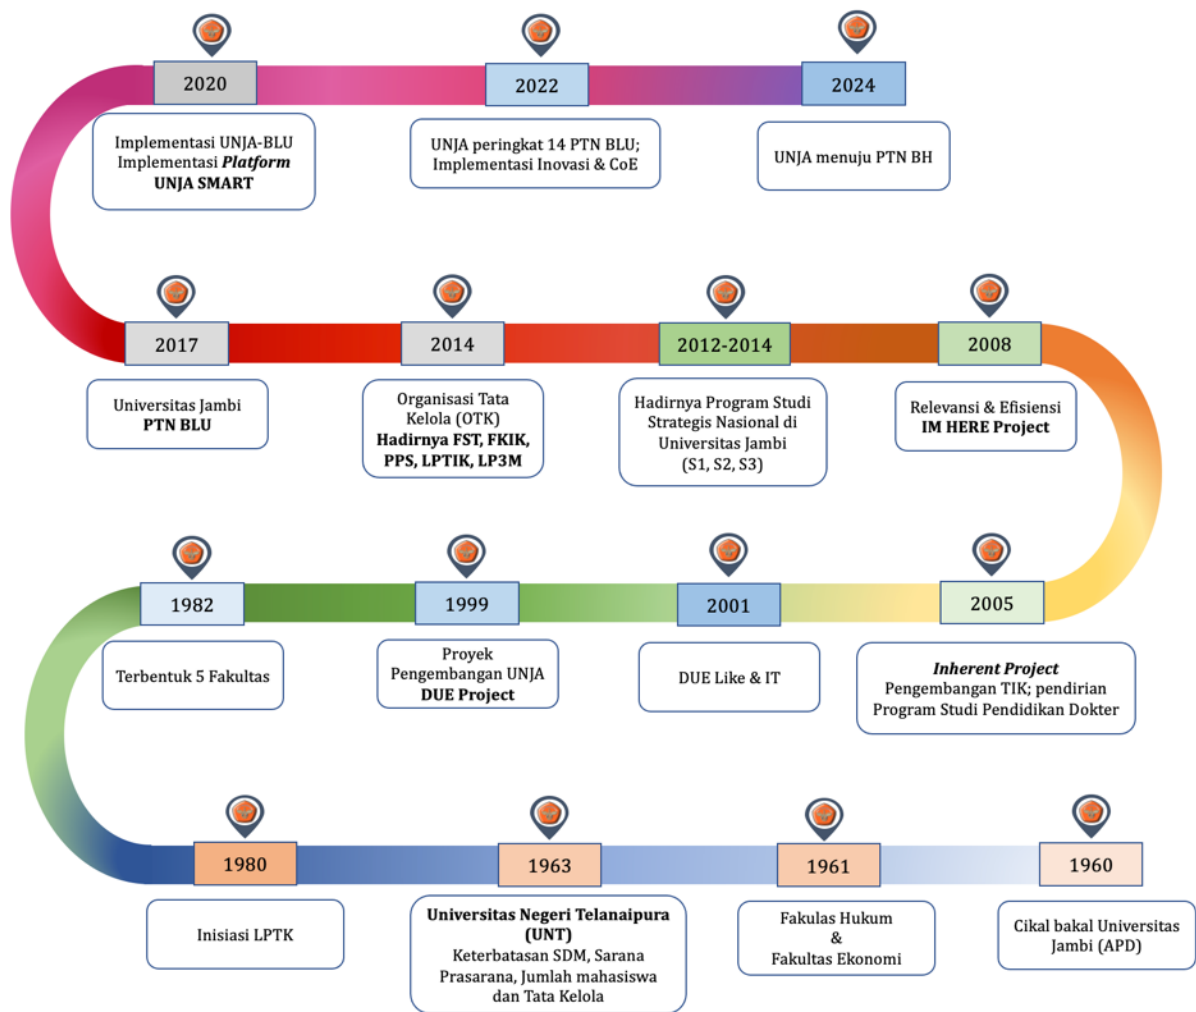 2020
2022
2024
Implementasi UNJA-BLU
Implementasi Platform
UNJA SMART
UNJA peringkat 14 PTN BLU;
Implementasi Inovasi & CoE
UNJA menuju PTN BH
2017
2014
2012-2014
2008
Universitas Jambi
PTN BLU
Organisasi Tata
Kelola (OTK)
Hadirnya FST, FKIK,
PPS, LPTIK, LP3M
Hadirnya Program Studi
Strategis Nasional di
Universitas Jambi
(S1, S2, S3)
Relevansi & Efisiensi
IM HERE Project
1982
1999
2001
2005
Terbentuk 5 Fakultas
Proyek
Pengembangan UNJA
DUE Project
DUE Like & IT
Inherent Project
Pengembangan TIK; pendirian
Program Studi Pendidikan Dokter
1980
1963
1961
1960
Inisiasi LPTK
Universitas Negeri Telanaipura
(UNT)
Keterbatasan SDM, Sarana
Prasarana, Jumlah mahasiswa
dan Tata Kelola
Fakulas Hukum
&
Fakultas Ekonomi
Cikal bakal Universitas
Jambi (APD)